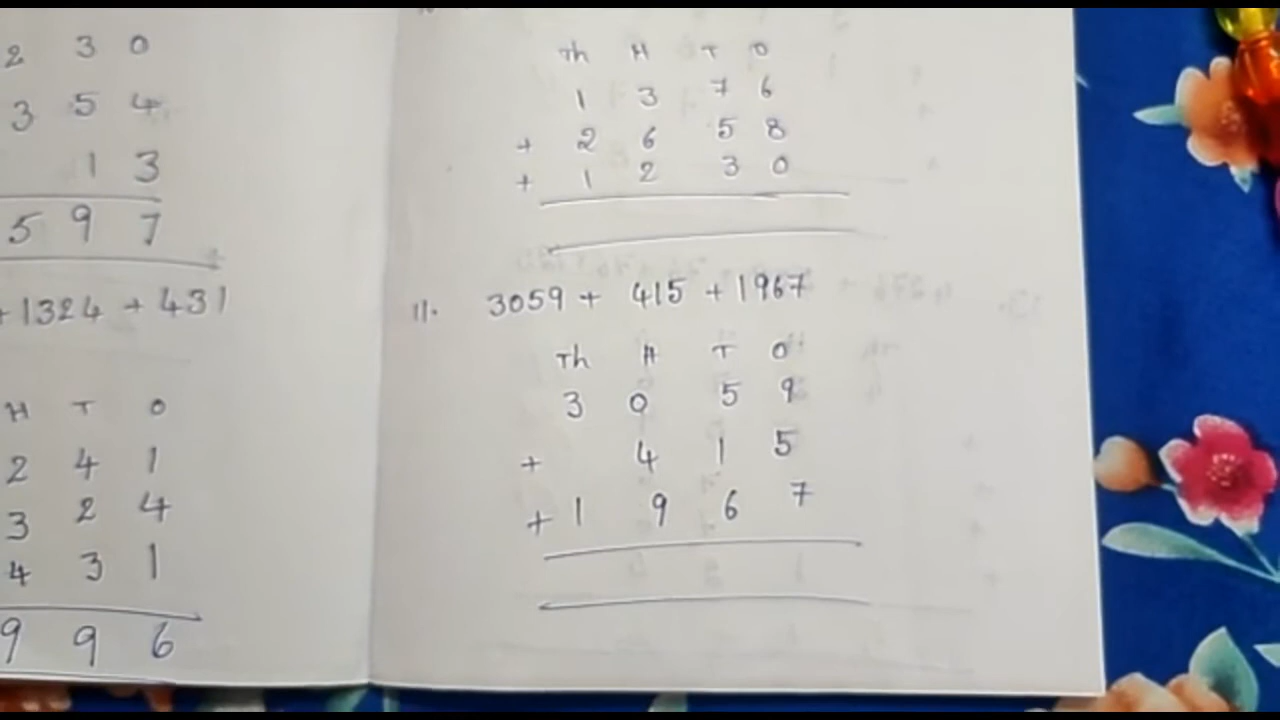 2 3 0
3 5 4
1 3
5 9 7
+ 1324 + 431
H T O
2 4 1
3 2 4
4 3 1
9 9 6
Th H T O
1 3 7 6
+ 2 6 5 8
+ 1 2 3 0
11. 3059 + 415 + 1967
Th H T O
3 0 5 9
+ 4 1 5
+ 1 9 6 7